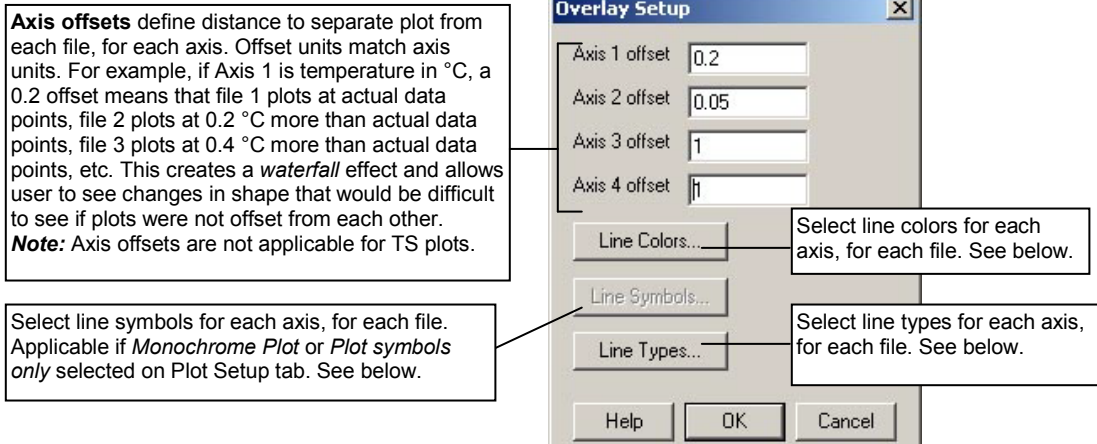 Axis offsets define distance to separate plot from
each file, for each axis. Offset units match axis
units. For example, if Axis 1 is temperature in °C, a
0.2 offset means that file 1 plots at actual data
points, file 2 plots at 0.2 °C more than actual data
points, file 3 plots at 0.4 °C more than actual data
points, etc. This creates a waterfall effect and allows
user to see changes in shape that would be difficult
to see if plots were not offset from each other.
Note: Axis offsets are not applicable for TS plots.
Select line symbols for each axis, for each file.
Applicable if Monochrome Plot or Plot symbols
only selected on Plot Setup tab. See below.
Overlay Setup
Axis 1 offset 0.2
Axis 2 offset 0.05
Axis 3 offset 1
Axis 4 offset 1
Line Colors...
Line Symbols...
Line Types...
Help OK Cancel
Select line colors for each
axis, for each file. See below.
Select line types for each axis,
for each file. See below.